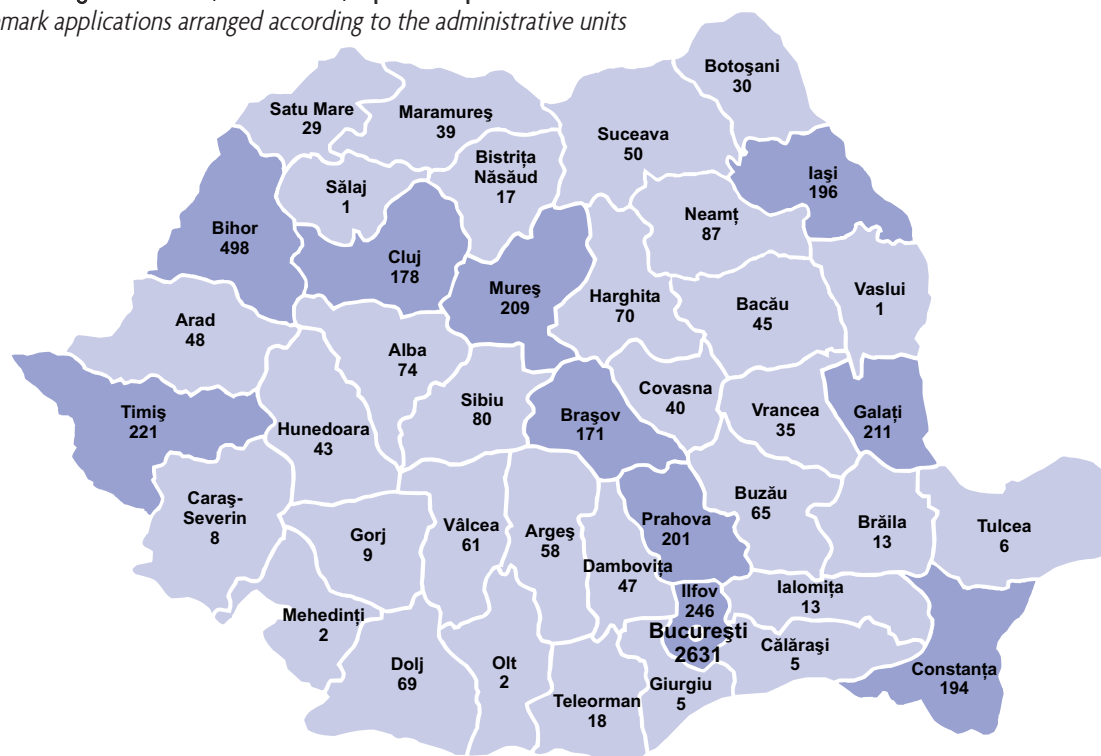 mark applications arranged according to the administrative units
Botoşani
30
Satu Mare
29
Maramureş
39
Suceava
50
Bistriţa
Năsăud
17
Iaşi
196
Sălaj
1
Neamţ
87
Bihor
498
Cluj
178
Mureş
209
Harghita
70
Bacău
45
Vaslui
1
Arad
48
Alba
74
Covasna
40
Sibiu
80
Vrancea
35
Galaţi
211
Timiş
221
Hunedoara
43
Braşov
171
Caraş-
Severin
8
Buzău
65
Gorj
9
Vâlcea
61
Argeş
58
Prahova
201
Brăila
13
Tulcea
6
Damboviţa
47
Ilfov
246
Ialomiţa
13
Mehedinţi
2
Bucureşti
2631
Călăraşi
5
Dolj
69
Olt
2
Constanţa
194
Teleorman
18
Giurgiu
5